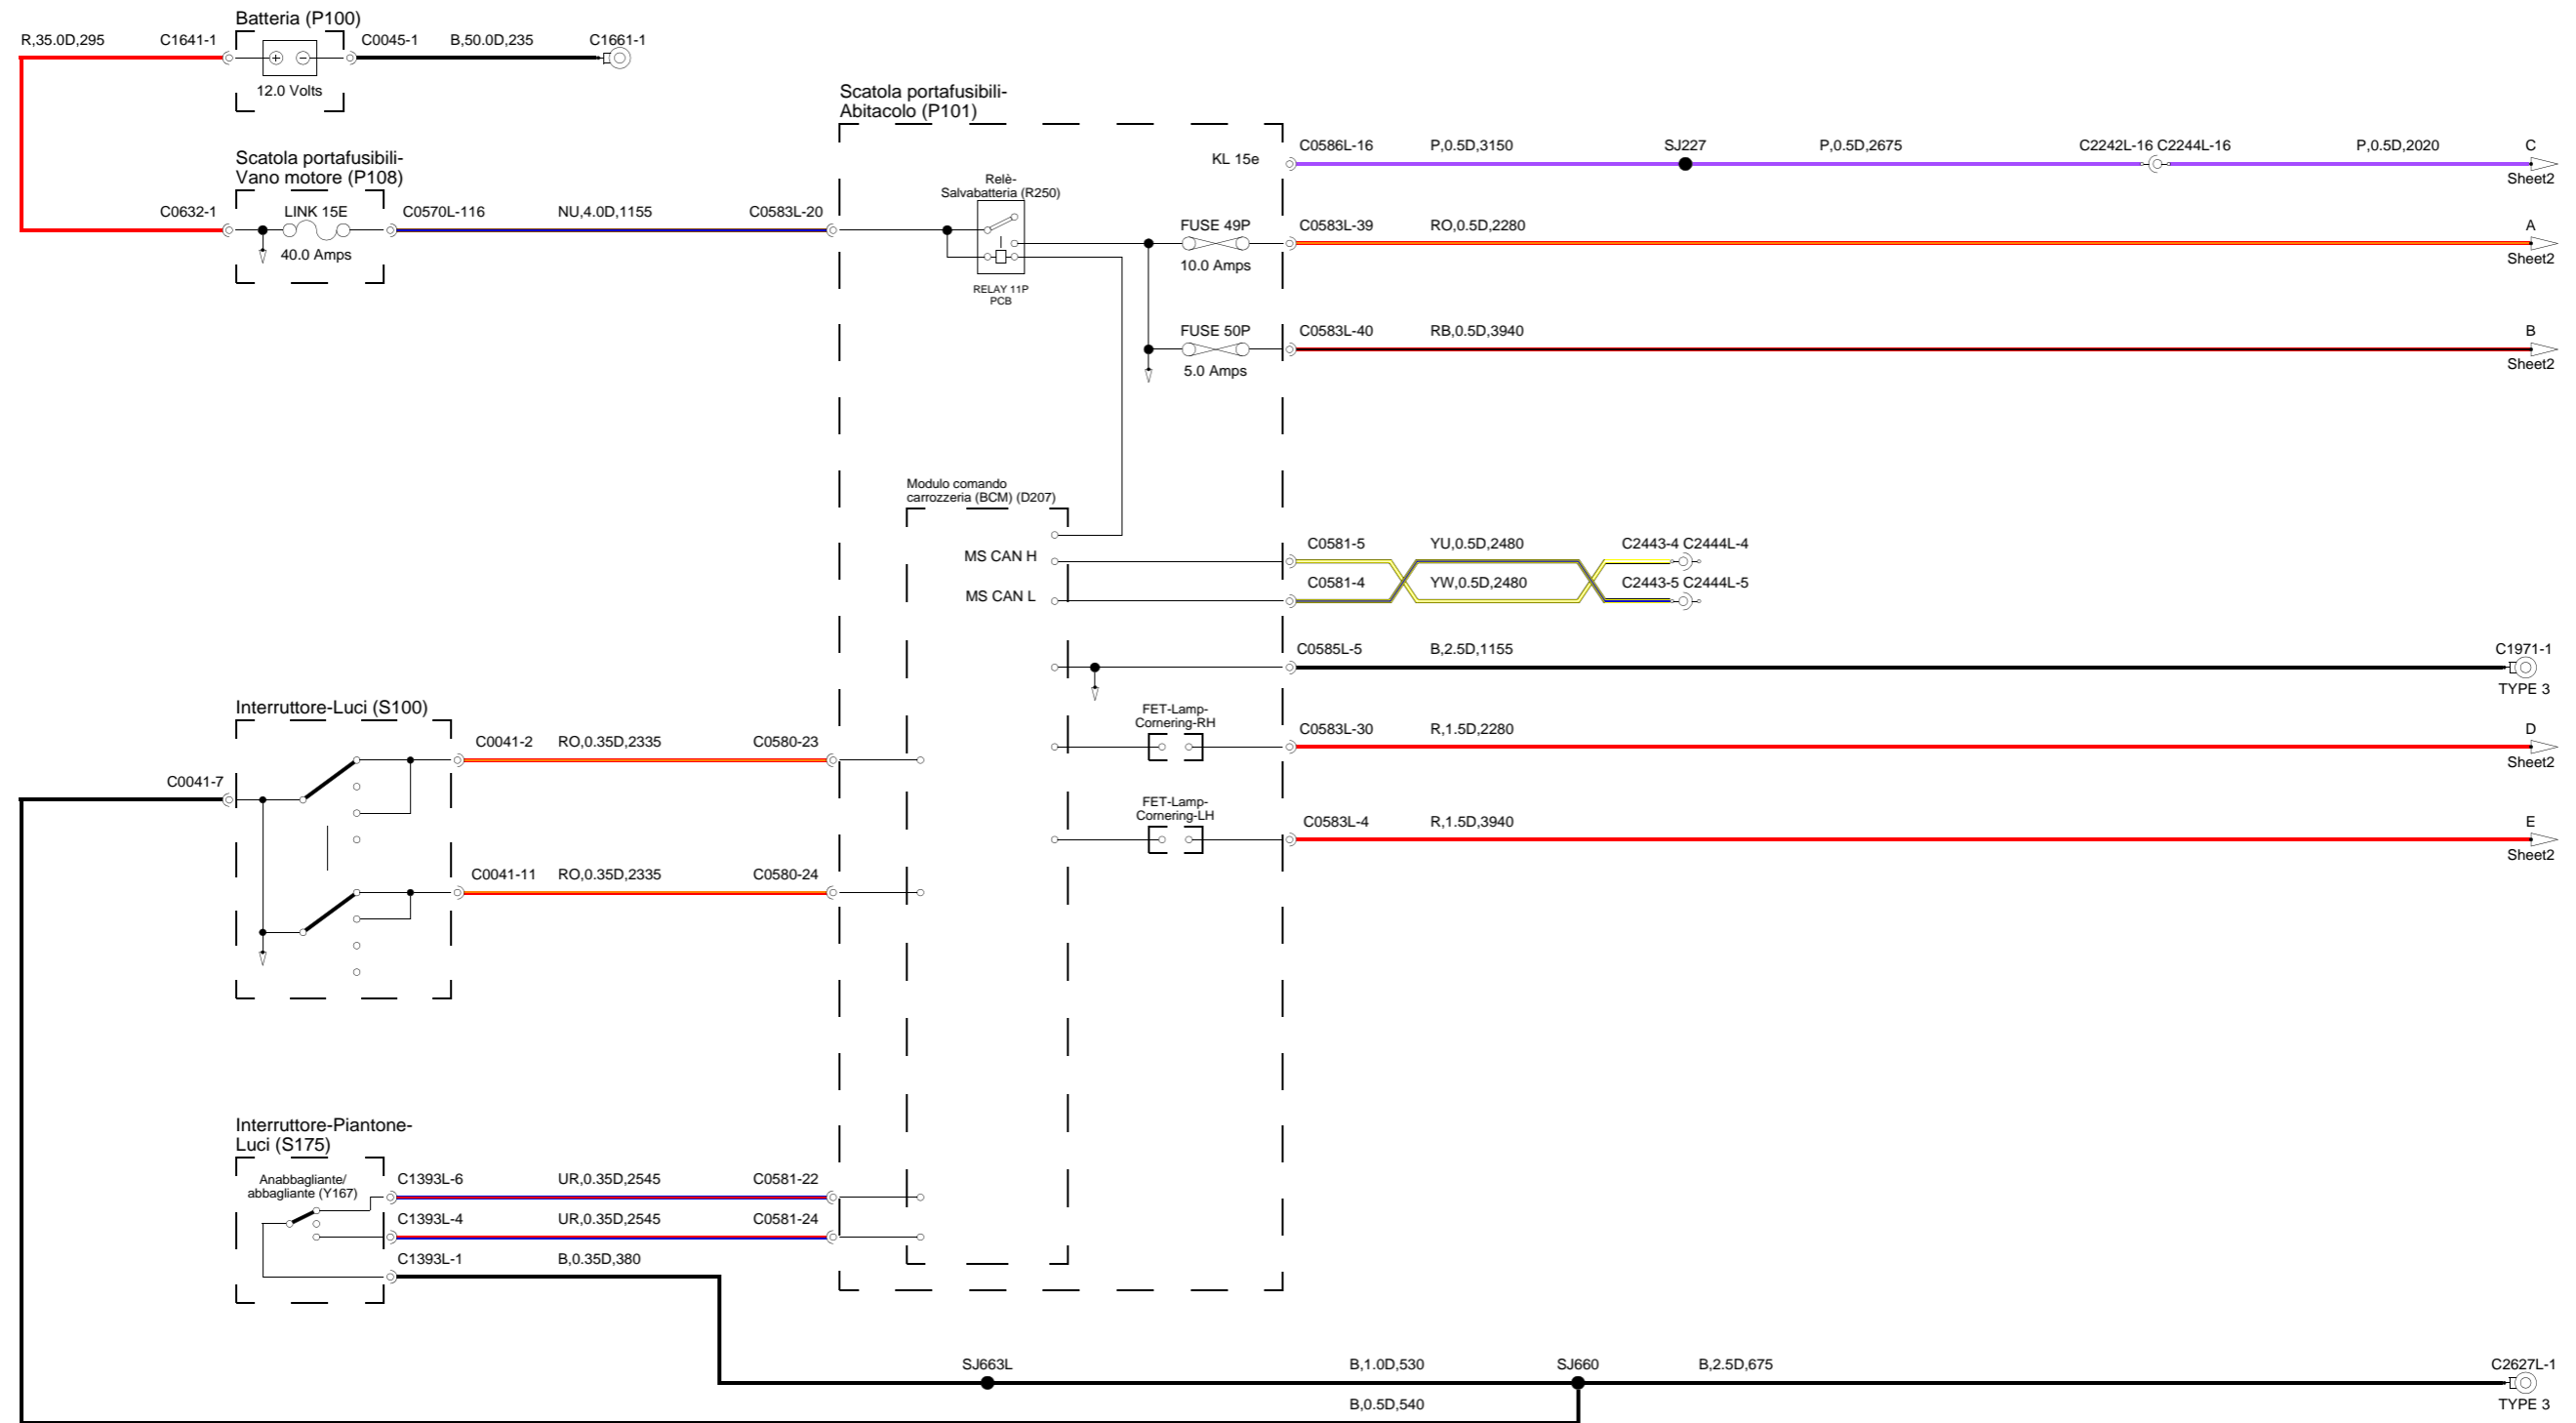 Batteria (P100)
R,35.0D,295
C1641-1
C0045-1
B,50.0D,235
C1661-1
12.0 Volts
Scatola portafusibili-
Abitacolo (P101)
Scatola portafusibili-
Vano motore (P108)
C0632-1
LINK 15E
40.0 Amps
C0570L-116
NU,4.0D,1155
C0583L-20
Relè-
Salvabatteria (R250)
RELAY 11P
PCB
KL 15e
C0586L-16
P,0.5D,3150
SJ227
P,0.5D,2675
C2242L-16 C2244L-16
P,0.5D,2020
C
Sheet2
FUSE 49P
10.0 Amps
C0583L-39
RO,0.5D,2280
A
Sheet2
FUSE 50P
5.0 Amps
C0583L-40
RB,0.5D,3940
B
Sheet2
Modulo comando
carrozzeria (BCM) (D207)
MS CAN H
C0581-5
YU,0.5D,2480
C2443-4 C2444L-4
MS CAN L
C0581-4
YW,0.5D,2480
C2443-5 C2444L-5
C0585L-5
B,2.5D,1155
C1971-1
TYPE 3
Interruttore-Luci (S100)
C0041-7
C0041-2
RO,0.35D,2335
C0580-23
FET-Lamp-
Cornering-RH
C0583L-30
R,1.5D,2280
D
Sheet2
FET-Lamp-
Cornering-LH
C0583L-4
R,1.5D,3940
E
Sheet2
C0041-11
RO,0.35D,2335
C0580-24
Interruttore-Piantone-
Luci (S175)
Anabbagliante/
abbagliante (Y167)
C1393L-6
UR,0.35D,2545
C0581-22
C1393L-4
UR,0.35D,2545
C0581-24
C1393L-1
B,0.35D,380
SJ663L
B,1.0D,530
SJ660
B,2.5D,675
C2627L-1
TYPE 3
B,0.5D,540